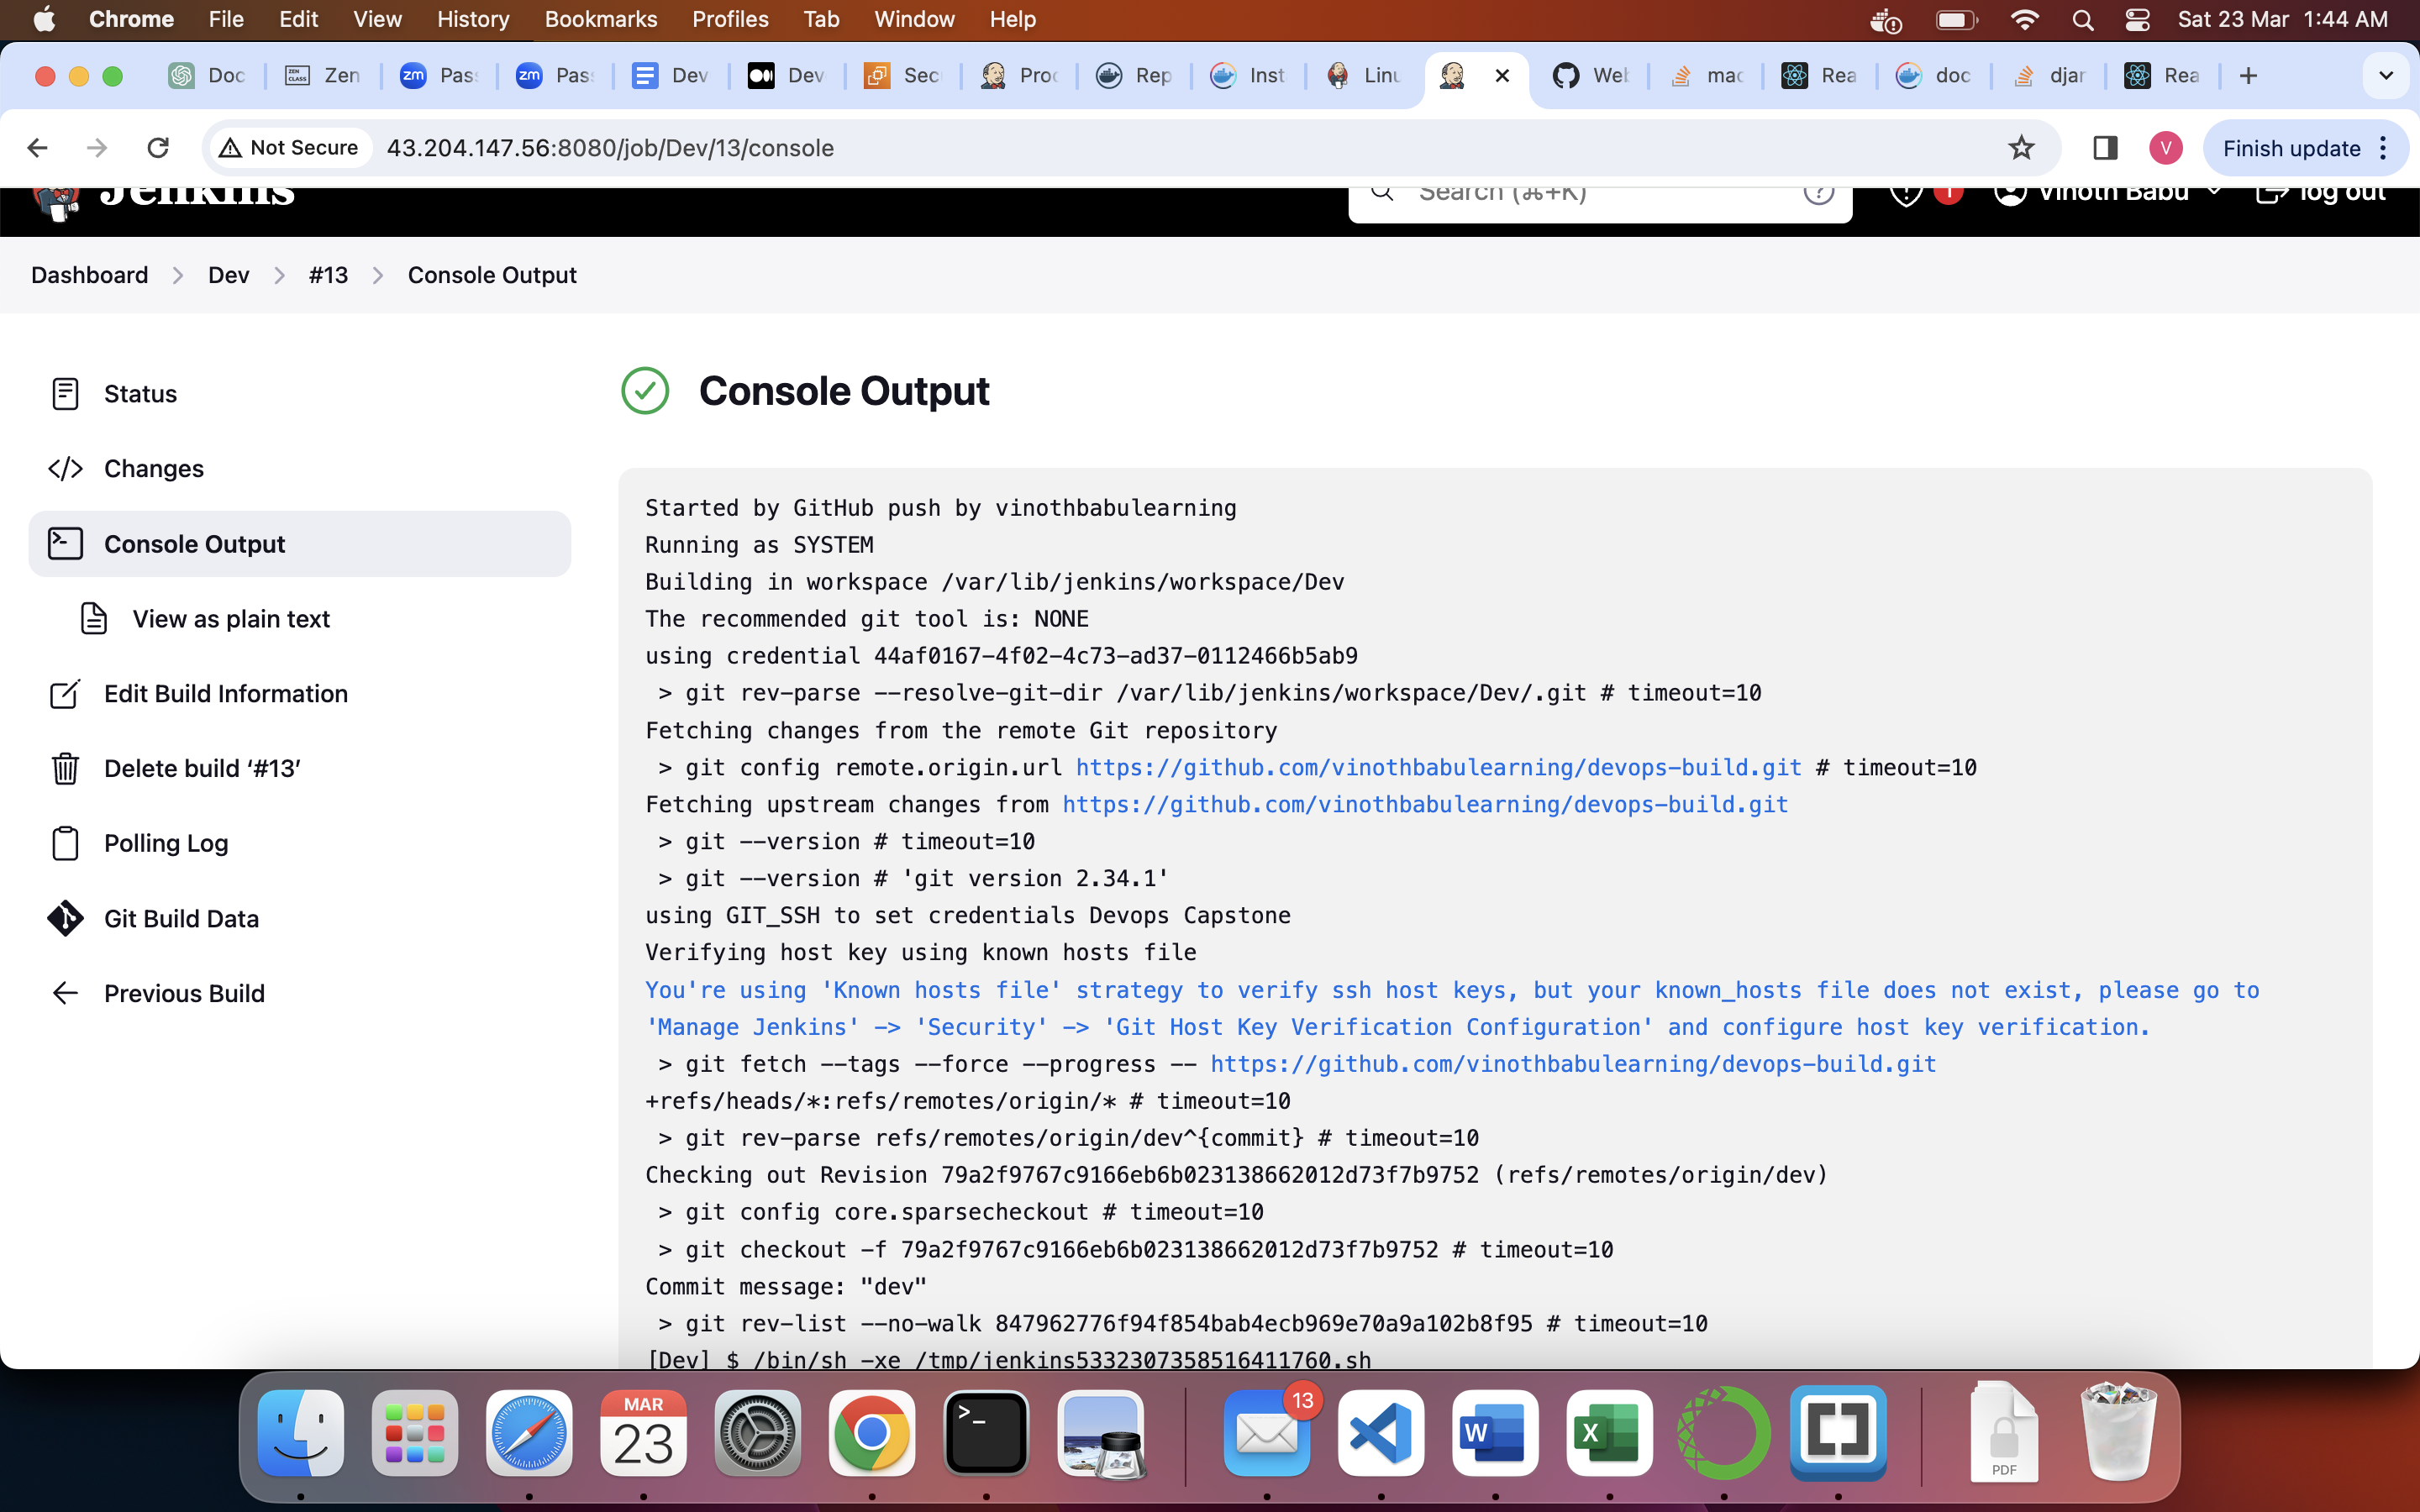 Chrome File Edit View History Bookmarks Profiles Tab Window Help Sat 23 Mar 1:44 AM
Doc Zen Pas Pas Dev Dev Sec Proc Rep Inst Linu Web mac Rea doc djar Rea
Not Secure 43.204.147.56:8080/job/Dev/13/console Finish update
V
Jenkins Search (⌘+K) 1 Vinoth Babu log out
Dashboard Dev #13 Console Output
Status
Changes
Console Output
View as plain text
Edit Build Information
Delete build ‘#13’
Polling Log
Git Build Data
Previous Build
Console Output
Started by GitHub push by vinothbabulearning
Running as SYSTEM
Building in workspace /var/lib/jenkins/workspace/Dev
The recommended git tool is: NONE
using credential 44af0167-4f02-4c73-ad37-0112466b5ab9
> git rev-parse --resolve-git-dir /var/lib/jenkins/workspace/Dev/.git # timeout=10
Fetching changes from the remote Git repository
> git config remote.origin.url https://github.com/vinothbabulearning/devops-build.git # timeout=10
Fetching upstream changes from https://github.com/vinothbabulearning/devops-build.git
> git --version # timeout=10
> git --version # 'git version 2.34.1'
using GIT_SSH to set credentials Devops Capstone
Verifying host key using known hosts file
You're using 'Known hosts file' strategy to verify ssh host keys, but your known_hosts file does not exist, please go to
'Manage Jenkins' -> 'Security' -> 'Git Host Key Verification Configuration' and configure host key verification.
> git fetch --tags --force --progress -- https://github.com/vinothbabulearning/devops-build.git
+refs/heads/*:refs/remotes/origin/* # timeout=10
> git rev-parse refs/remotes/origin/dev^{commit} # timeout=10
Checking out Revision 79a2f9767c9166eb6b023138662012d73f7b9752 (refs/remotes/origin/dev)
> git config core.sparsecheckout # timeout=10
> git checkout -f 79a2f9767c9166eb6b023138662012d73f7b9752 # timeout=10
Commit message: "dev"
> git rev-list --no-walk 847962776f94f854bab4ecb969e70a9a102b8f95 # timeout=10
[Dev] $ /bin/sh -xe /tmp/jenkins5332307358516411760.sh
MAR
23
13
W
X
PDF